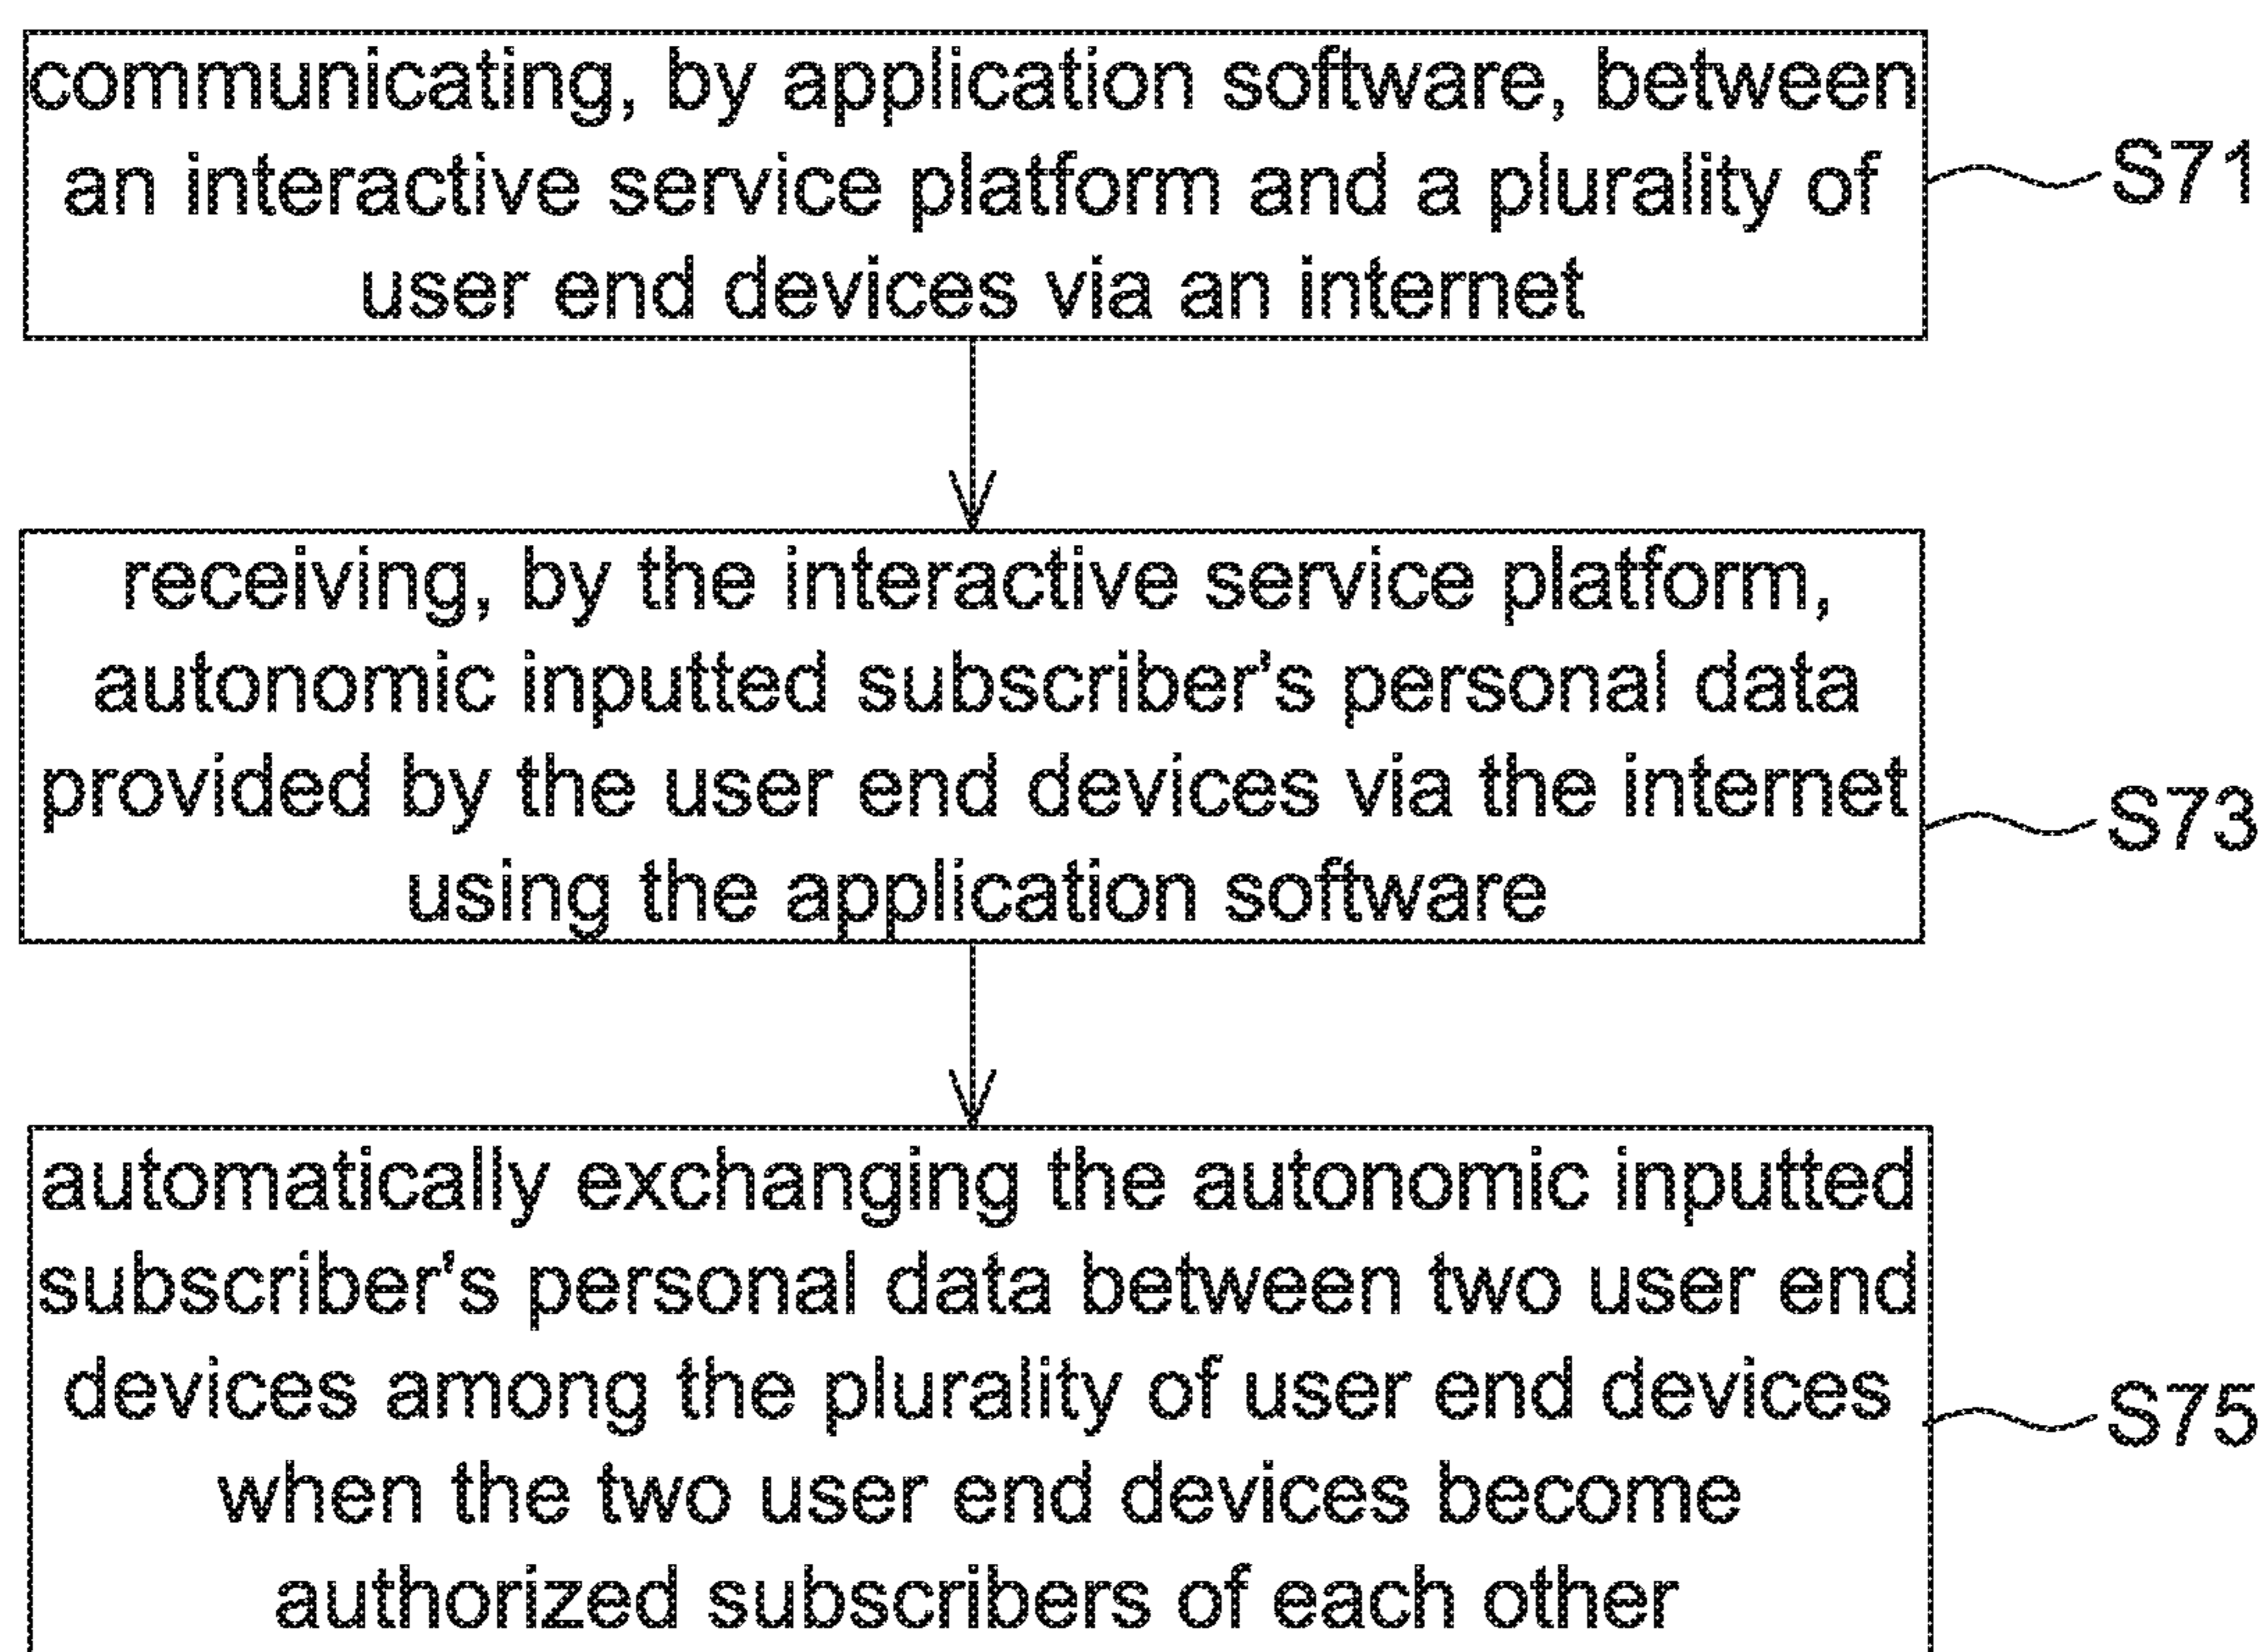 communicating, by application software, between
an interactive service platform and a plurality of
user end devices via an internet
S71
receiving, by the interactive service platform,
autonomic inputted subscriber's personal data
provided by the user end devices via the internet
using the application software
S73
automatically exchanging the autonomic inputted
subscriber's personal data between two user end
devices among the plurality of user end devices
when the two user end devices become
authorized subscribers of each other
S75